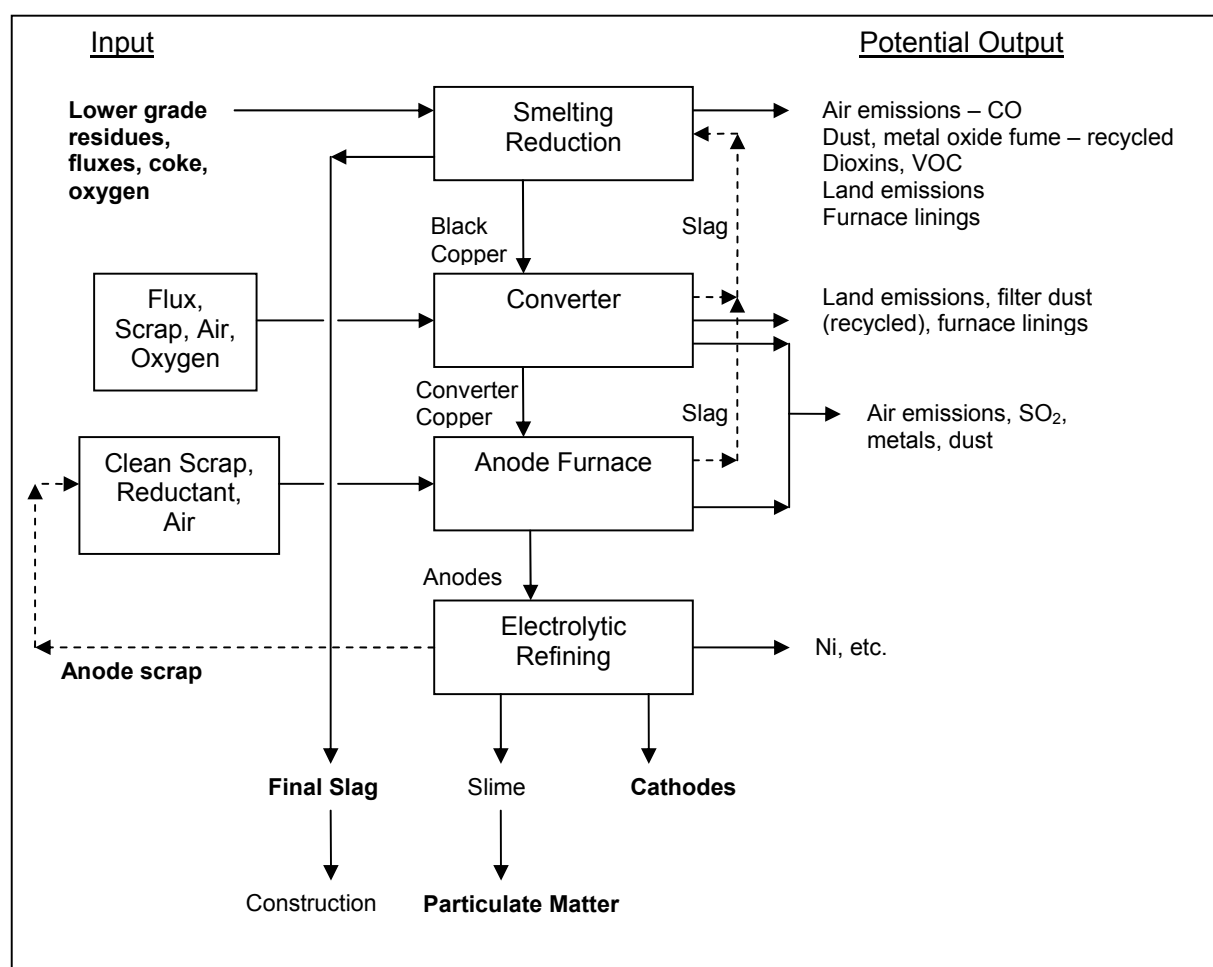 Input
Potential Output
Lower grade
residues,
fluxes, coke,
oxygen
Smelting
Reduction
Air emissions – CO
Dust, metal oxide fume – recycled
Dioxins, VOC
Land emissions
Furnace linings
Black
Copper
Slag
Flux,
Scrap, Air,
Oxygen
Converter
Land emissions, filter dust
(recycled), furnace linings
Converter
Copper
Slag
Air emissions, SO₂,
metals, dust
Clean Scrap,
Reductant,
Air
Anode Furnace
Anodes
Electrolytic
Refining
Ni, etc.
Anode scrap
Final Slag
Slime
Cathodes
Construction
Particulate Matter